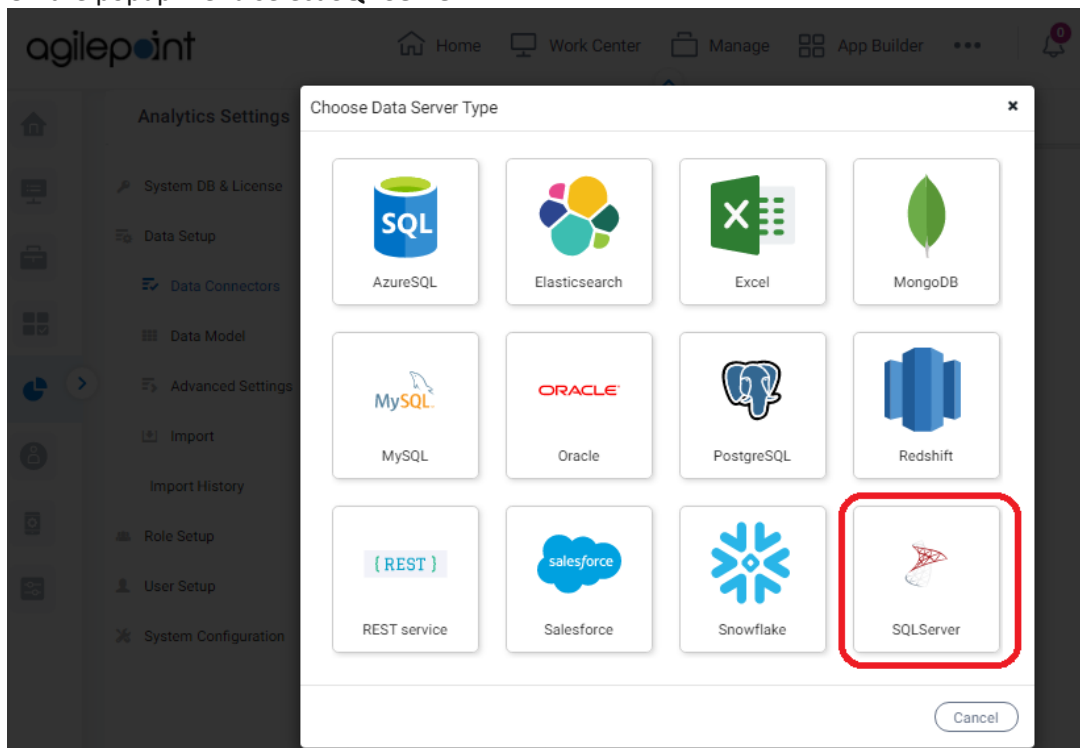 the popup
agilepoint
Home
Work Center
Manage
App Builder
0
Analytics Settings
System DB & License
Data Setup
Data Connectors
Data Model
Advanced Settings
Import
Import History
Role Setup
User Setup
System Configuration
Choose Data Server Type
SQL
X
AzureSQL
Elasticsearch
Excel
MongoDB
MySQL
ORACLE
MySQL
Oracle
PostgreSQL
Redshift
{ REST }
salesforce
REST service
Salesforce
Snowflake
SQLServer
Cancel